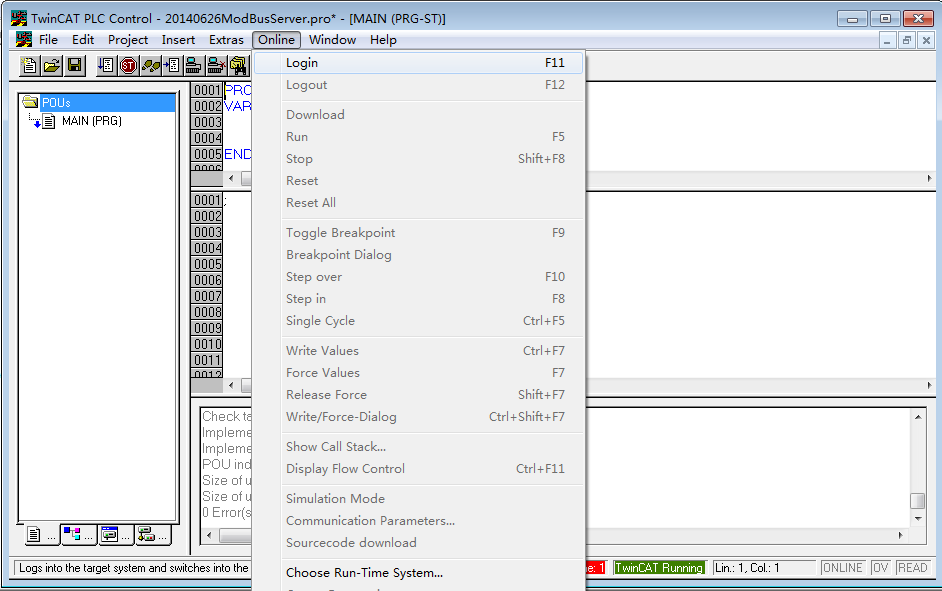 TwinCAT PLC Control - 20140626ModBusServer.pro* - [MAIN (PRG-ST)]
File Edit Project Insert Extras Online Window Help
POUs
MAIN (PRG)
0001 PRO
0002 VAR
0003
0004
0005 END
0006
0001 ;
0002
0003
0004
0005
0006
0007
0008
0009
0010
0011
0012
Login F11
Logout F12
Download
Run F5
Stop Shift+F8
Reset
Reset All
Toggle Breakpoint F9
Breakpoint Dialog
Step over F10
Step in F8
Single Cycle Ctrl+F5
Write Values Ctrl+F7
Force Values F7
Release Force Shift+F7
Write/Force-Dialog Ctrl+Shift+F7
Show Call Stack...
Display Flow Control Ctrl+F11
Simulation Mode
Communication Parameters...
Sourcecode download
Choose Run-Time System...
Check ta
Impleme
Impleme
POU ind
Size of u
Size of u
0 Error(s
Logs into the target system and switches into the
ne: 1 TwinCAT Running Lin.: 1, Col.: 1 ONLINE OV READ